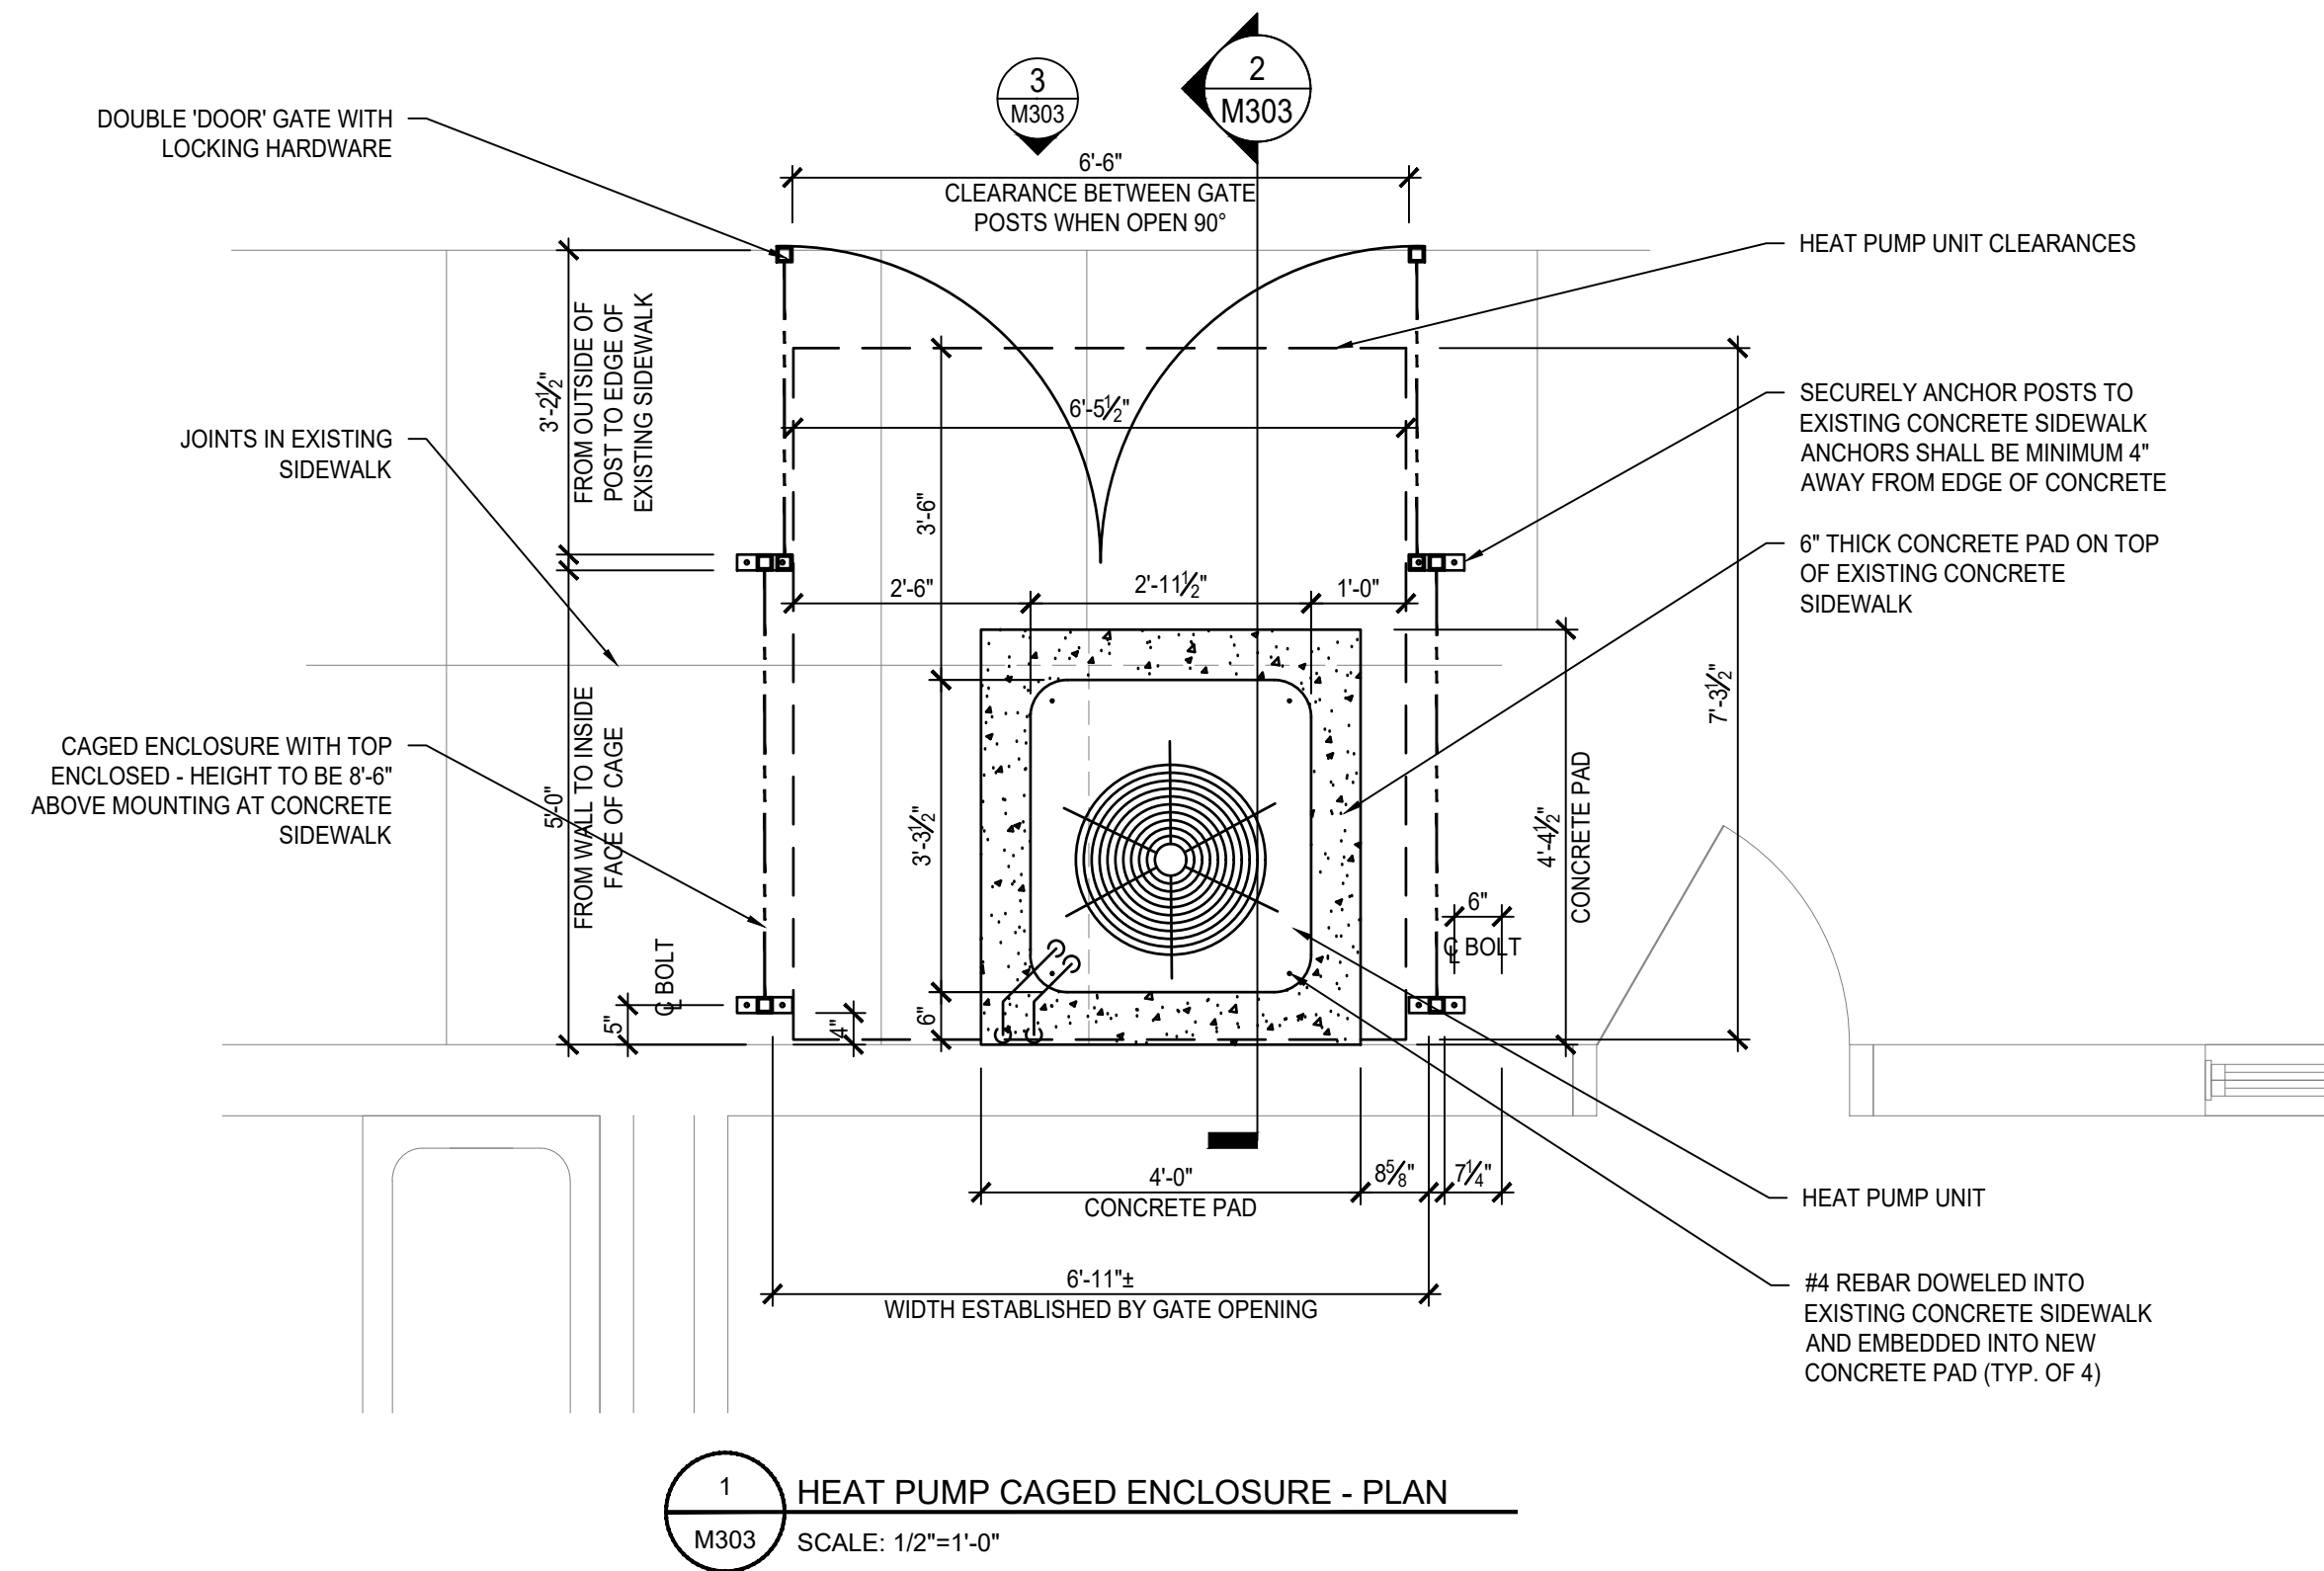 3
M303
2
M303
DOUBLE 'DOOR' GATE WITH
LOCKING HARDWARE
6'-6"
CLEARANCE BETWEEN GATE
POSTS WHEN OPEN 90°
HEAT PUMP UNIT CLEARANCES
3'-2½"
FROM OUTSIDE OF
POST TO EDGE OF
EXISTING SIDEWALK
6'-5½"
SECURELY ANCHOR POSTS TO
EXISTING CONCRETE SIDEWALK
ANCHORS SHALL BE MINIMUM 4"
AWAY FROM EDGE OF CONCRETE
JOINTS IN EXISTING
SIDEWALK
3'-6"
6" THICK CONCRETE PAD ON TOP
OF EXISTING CONCRETE
SIDEWALK
2'-6"
2'-11½"
1'-0"
7'-3½"
CAGED ENCLOSURE WITH TOP
ENCLOSED - HEIGHT TO BE 8'-6"
ABOVE MOUNTING AT CONCRETE
SIDEWALK
5'-0"
FROM WALL TO INSIDE
FACE OF CAGE
3'-3½"
4'-4½"
CONCRETE PAD
6"
℄ BOLT
℄ BOLT
5"
4"
6"
4'-0"
CONCRETE PAD
8⅝"
7¼"
HEAT PUMP UNIT
6'-11"±
WIDTH ESTABLISHED BY GATE OPENING
#4 REBAR DOWELED INTO
EXISTING CONCRETE SIDEWALK
AND EMBEDDED INTO NEW
CONCRETE PAD (TYP. OF 4)
1
M303
HEAT PUMP CAGED ENCLOSURE - PLAN
SCALE: 1/2"=1'-0"